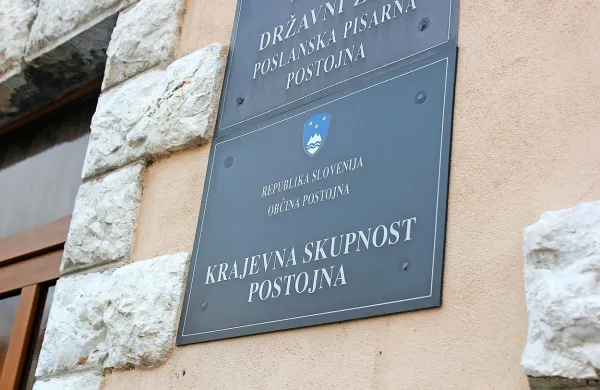 DRŽAVNI
POSLANSKA PISARNA
POSTOJNA
REPUBLIKA SLOVENIJA
OBČINA POSTOJNA
KRAJEVNA SKUPNOST
POSTOJNA